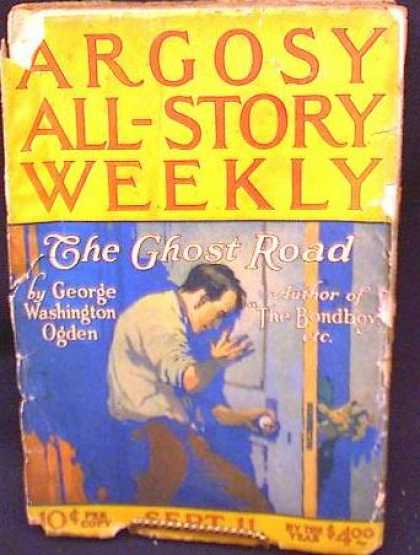 ARGOSY
ALL-STORY
WEEKLY
The Ghost Road
by George
Washington
Ogden
Author of
"The Bondboy"
etc.
10¢ PER
COPY
SEPT. 11
BY THE
YEAR $4.00